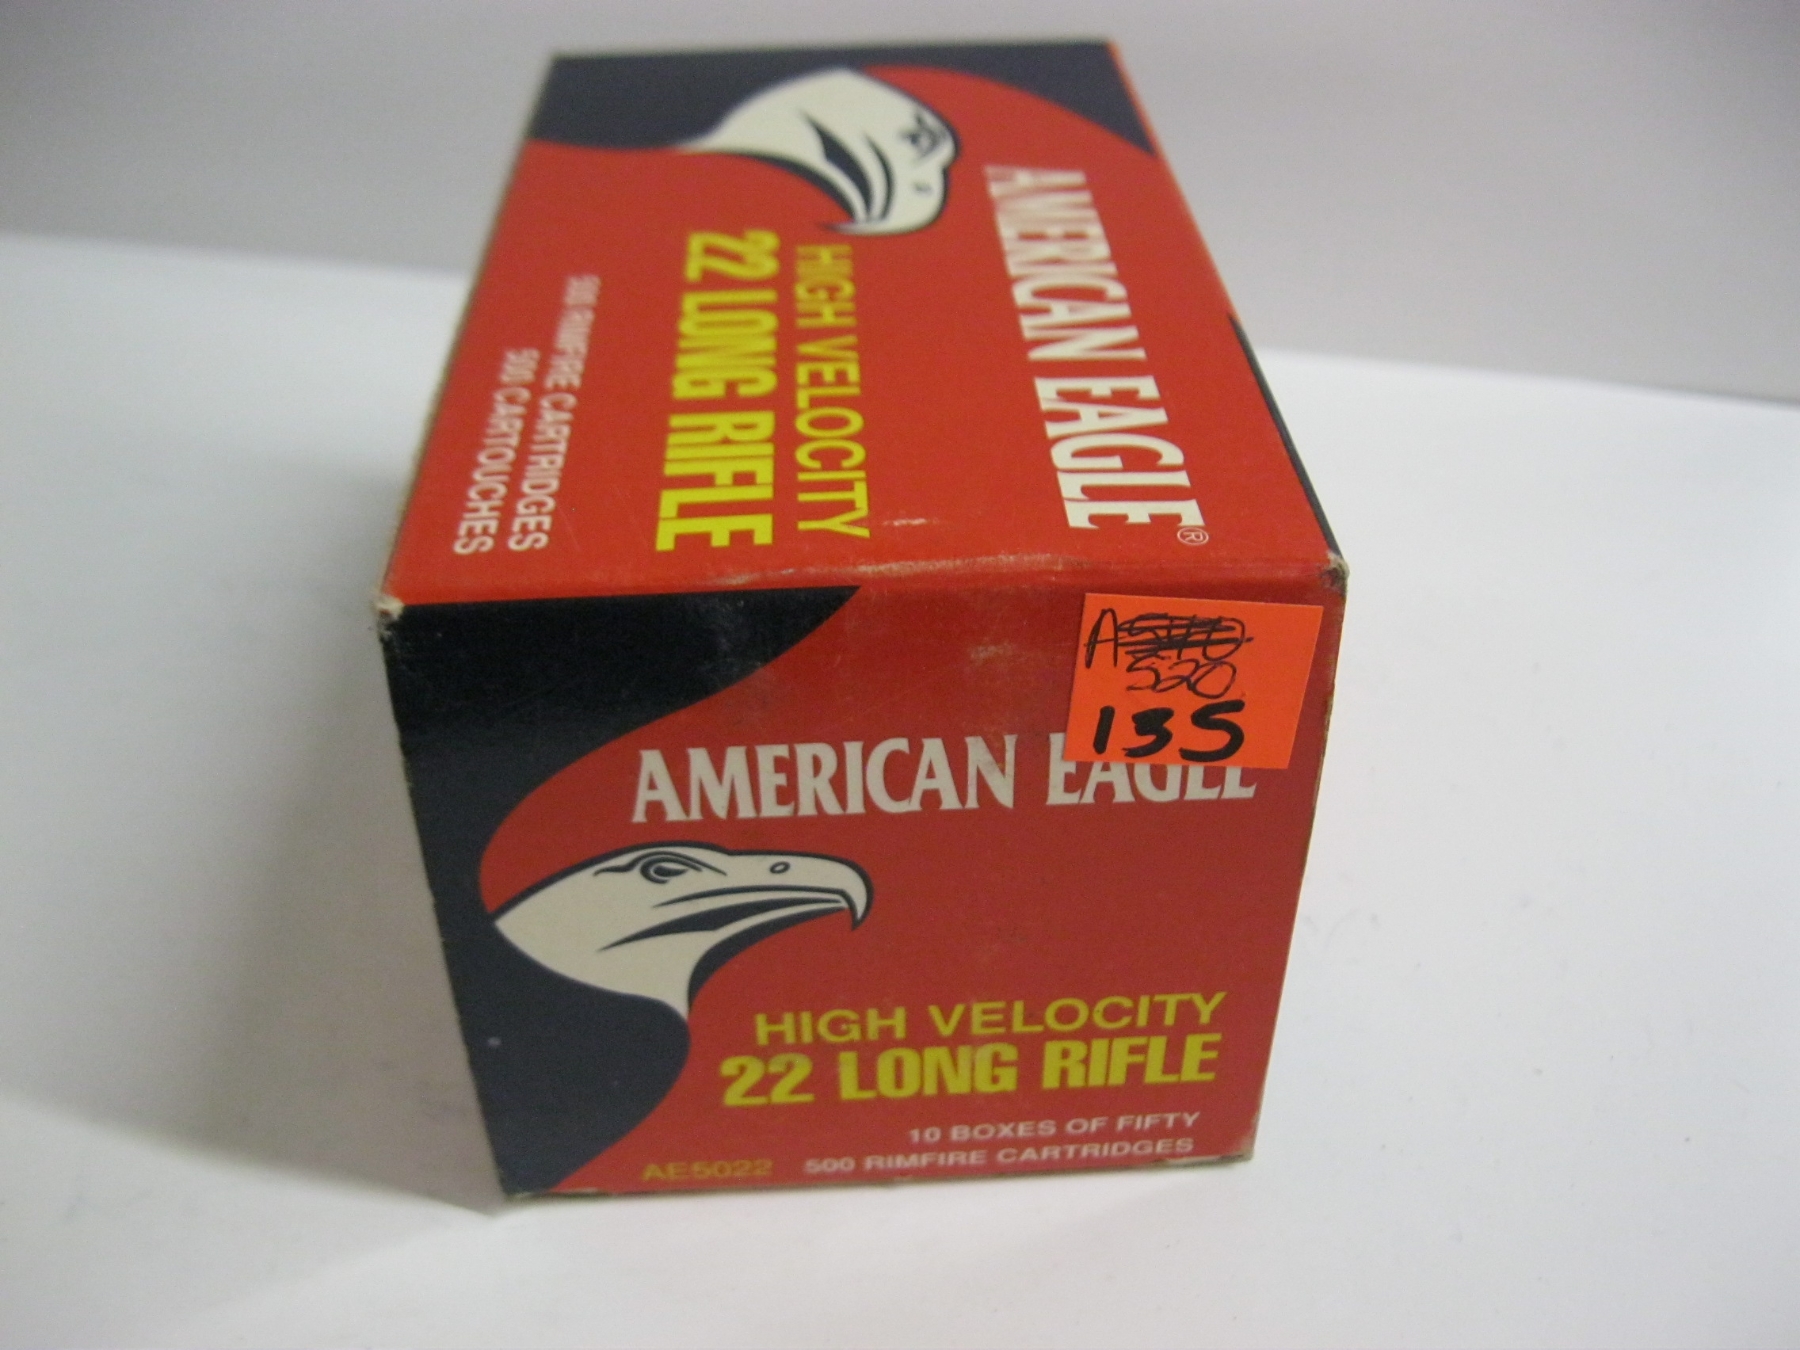 AMERICAN EAGLE®
HIGH VELOCITY
22 LONG RIFLE
500 RIMFIRE CARTRIDGES
500 CARTOUCHES
A
520
135
AMERICAN EAGLE
HIGH VELOCITY
22 LONG RIFLE
10 BOXES OF FIFTY
AE5022 500 RIMFIRE CARTRIDGES